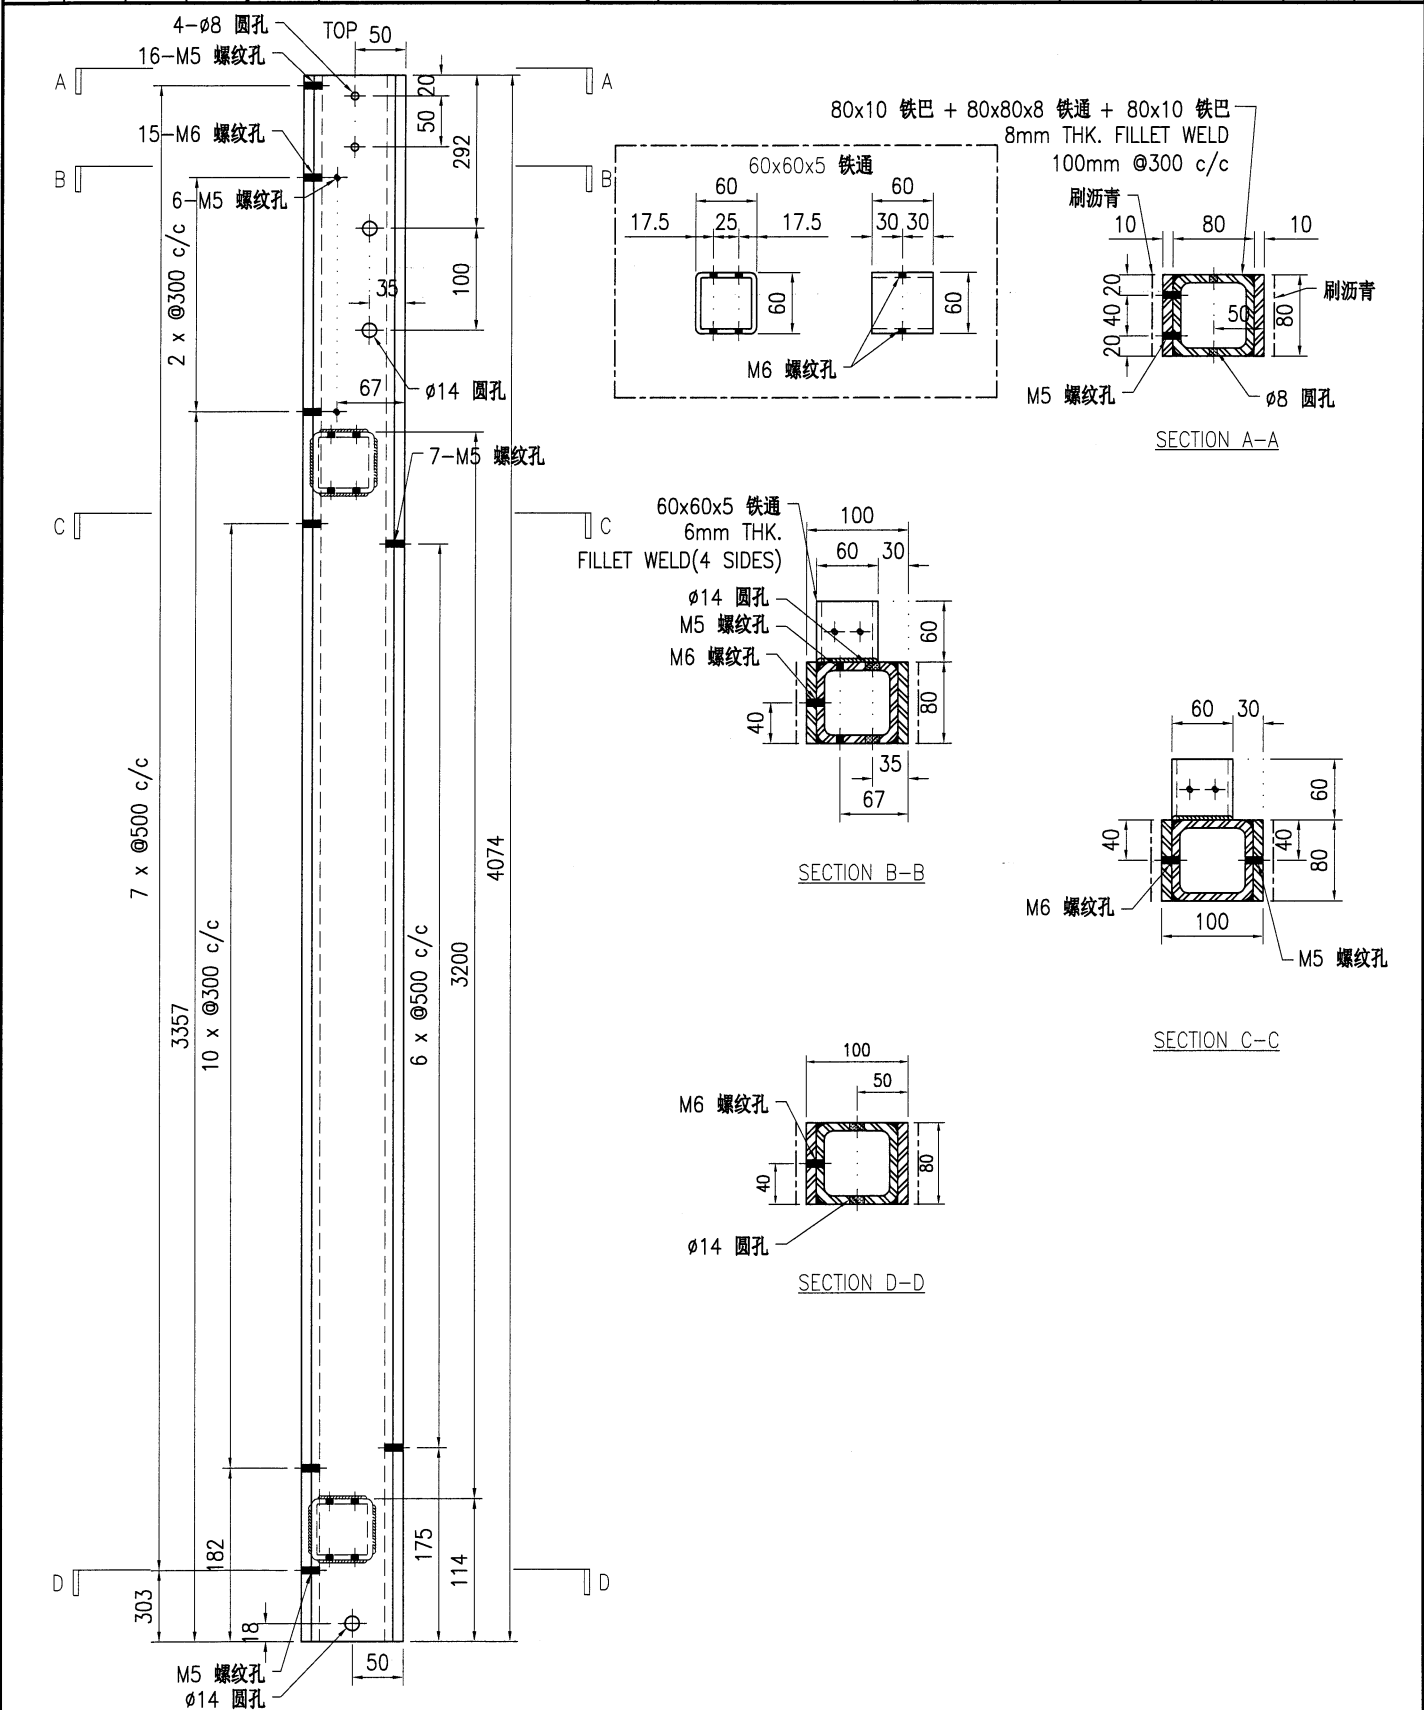 4-ø8 圆孔
TOP
50
16-M5 螺纹孔
A
A
20
50
292
15-M6 螺纹孔
B
B
6-M5 螺纹孔
2 x @300 c/c
100
35
67
ø14 圆孔
7-M5 螺纹孔
C
C
7 x @500 c/c
3357
10 x @300 c/c
6 x @500 c/c
3200
4074
182
175
114
D
D
303
18
50
M5 螺纹孔
ø14 圆孔
60x60x5 铁通
60
60
17.5
25
17.5
30
30
60
60
M6 螺纹孔
80x10 铁巴 + 80x80x8 铁通 + 80x10 铁巴
8mm THK. FILLET WELD
100mm @300 c/c
刷沥青
10
80
10
20
40
20
50
80
刷沥青
M5 螺纹孔
ø8 圆孔
SECTION A-A
60x60x5 铁通
6mm THK.
FILLET WELD(4 SIDES)
100
60
30
ø14 圆孔
M5 螺纹孔
M6 螺纹孔
60
80
40
35
67
SECTION B-B
60
30
60
40
40
80
M6 螺纹孔
100
M5 螺纹孔
SECTION C-C
100
50
M6 螺纹孔
40
80
ø14 圆孔
SECTION D-D